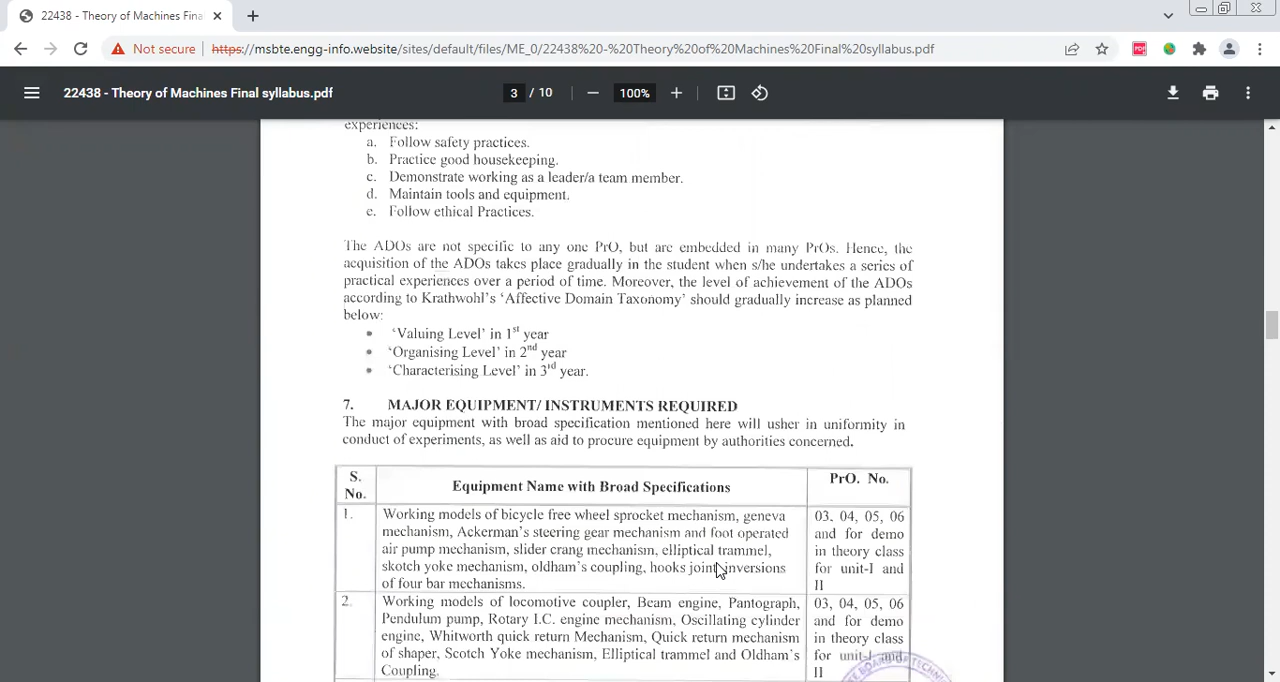 22438 - Theory of Machines Fina
Not secure https://msbte.engg-info.website/sites/default/files/ME_0/22438%20-%20Theory%20of%20Machines%20Final%20syllabus.pdf
22438 - Theory of Machines Final syllabus.pdf
3 / 10
100%
experiences:
a. Follow safety practices.
b. Practice good housekeeping.
c. Demonstrate working as a leader/a team member.
d. Maintain tools and equipment.
e. Follow ethical Practices.
The ADOs are not specific to any one PrO, but are embedded in many PrOs. Hence, the
acquisition of the ADOs takes place gradually in the student when s/he undertakes a series of
practical experiences over a period of time. Moreover, the level of achievement of the ADOs
according to Krathwohl's 'Affective Domain Taxonomy' should gradually increase as planned
below:
• 'Valuing Level' in 1st year
• 'Organising Level' in 2nd year
• 'Characterising Level' in 3rd year.
7. MAJOR EQUIPMENT/ INSTRUMENTS REQUIRED
The major equipment with broad specification mentioned here will usher in uniformity in
conduct of experiments, as well as aid to procure equipment by authorities concerned.
S.
No.
Equipment Name with Broad Specifications
PrO. No.
1.
Working models of bicycle free wheel sprocket mechanism, geneva
mechanism, Ackerman's steering gear mechanism and foot operated
air pump mechanism, slider crang mechanism, elliptical trammel,
skotch yoke mechanism, oldham's coupling, hooks joint, inversions
of four bar mechanisms.
03, 04, 05, 06
and for demo
in theory class
for unit-I and
II
2.
Working models of locomotive coupler, Beam engine, Pantograph,
Pendulum pump, Rotary I.C. engine mechanism, Oscillating cylinder
engine, Whitworth quick return Mechanism, Quick return mechanism
of shaper, Scotch Yoke mechanism, Elliptical trammel and Oldham's
Coupling.
03, 04, 05, 06
and for demo
in theory class
for unit-I and
II